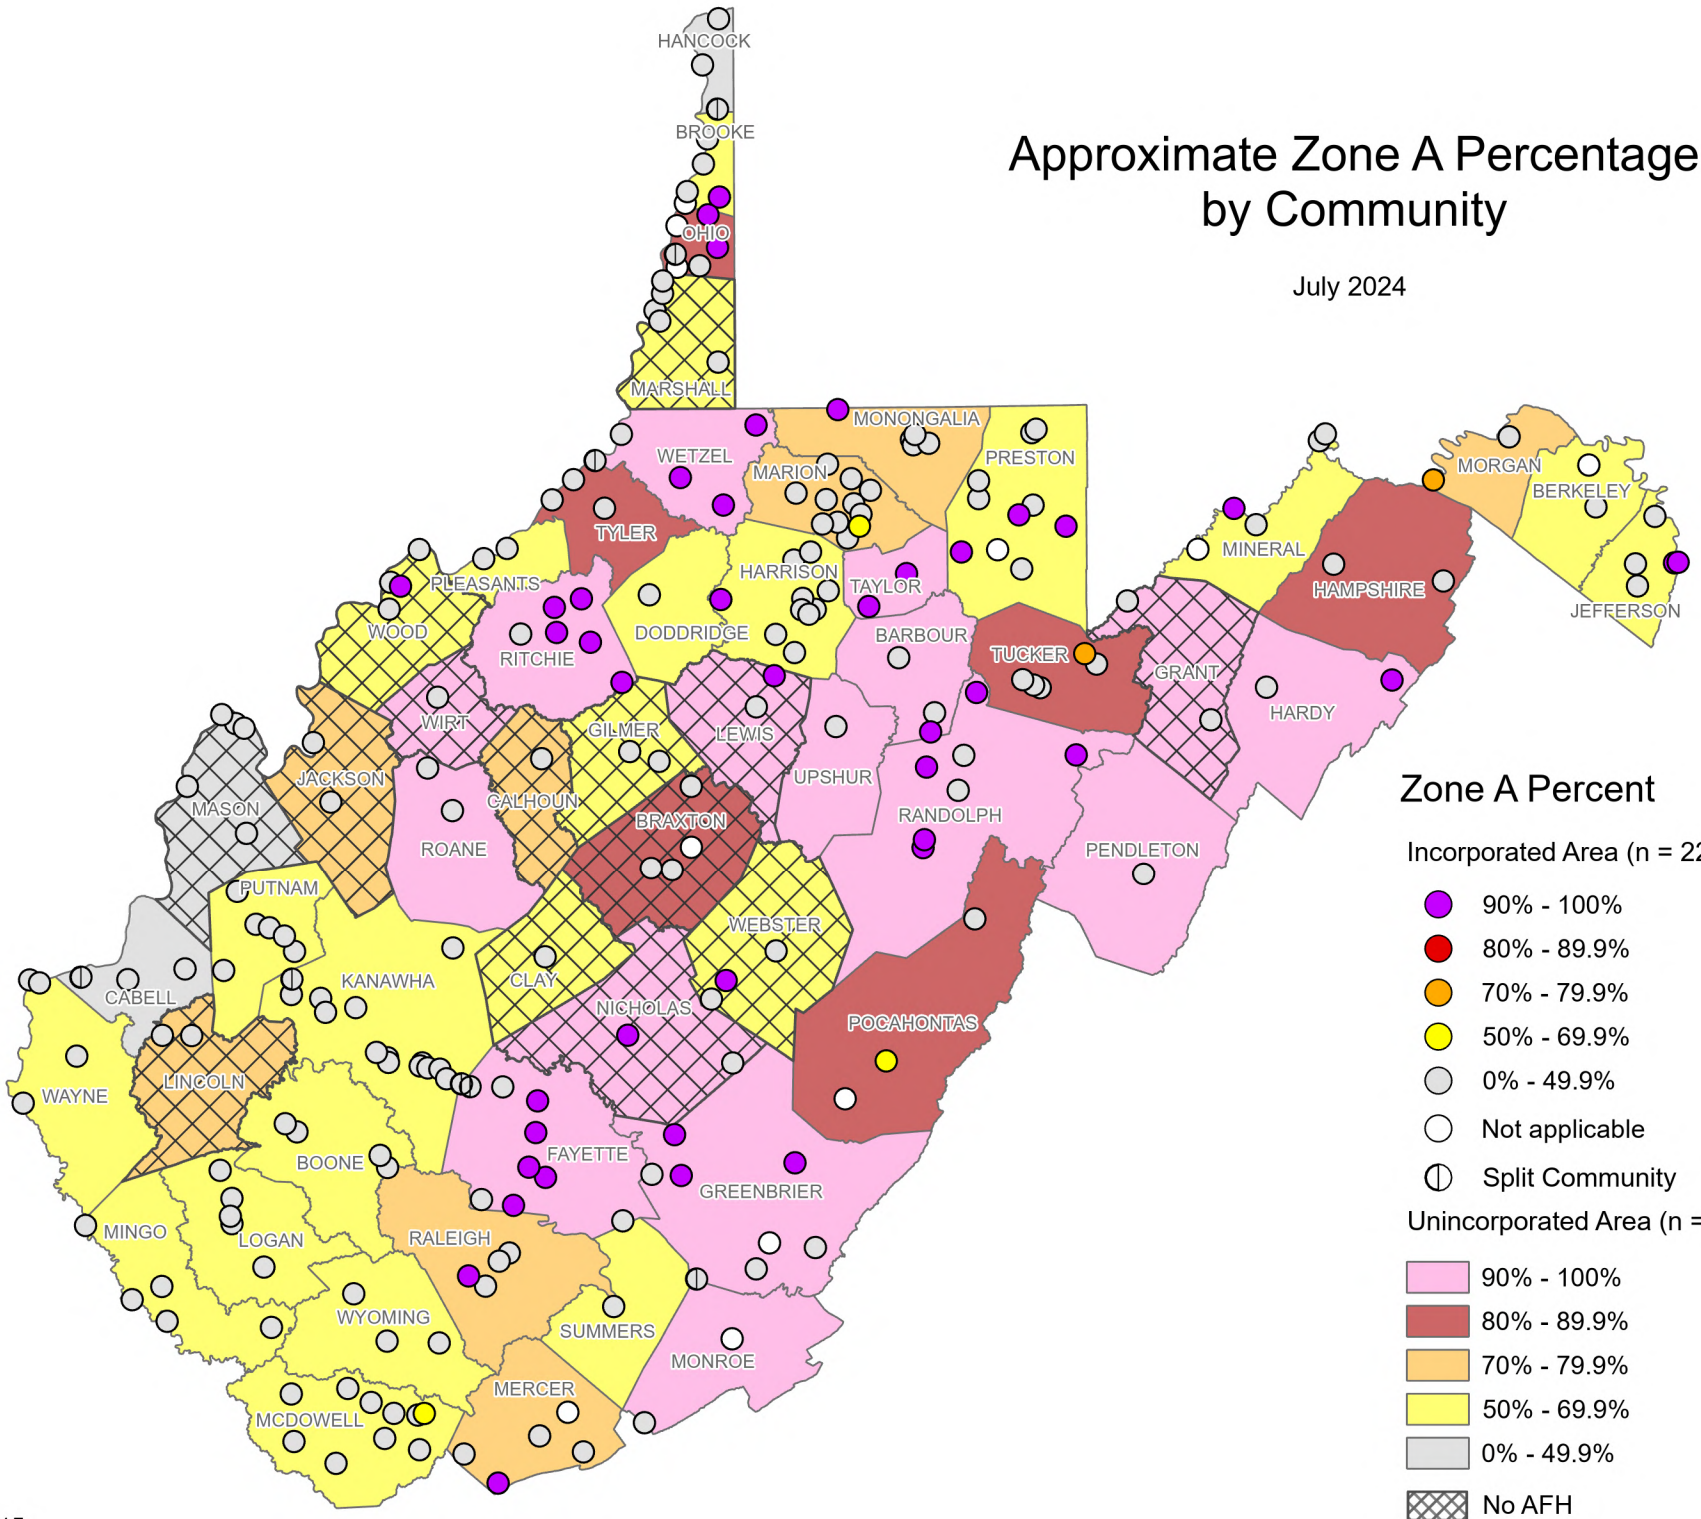 Approximate Zone A Percentage
by Community
July 2024
HANCOCK
BROOKE
OHIO
MARSHALL
WETZEL
MONONGALIA
MARION
PRESTON
TYLER
MORGAN
BERKELEY
MINERAL
HAMPSHIRE
JEFFERSON
PLEASANTS
HARRISON
TAYLOR
WOOD
DODDRIDGE
BARBOUR
RITCHIE
TUCKER
GRANT
HARDY
WIRT
GILMER
LEWIS
JACKSON
UPSHUR
MASON
CALHOUN
BRAXTON
RANDOLPH
ROANE
PENDLETON
PUTNAM
WEBSTER
KANAWHA
CLAY
CABELL
NICHOLAS
POCAHONTAS
LINCOLN
WAYNE
BOONE
FAYETTE
GREENBRIER
MINGO
LOGAN
RALEIGH
WYOMING
SUMMERS
MONROE
MERCER
MCDOWELL
Zone A Percent
Incorporated Area (n = 22
90% - 100%
80% - 89.9%
70% - 79.9%
50% - 69.9%
0% - 49.9%
Not applicable
Split Community
Unincorporated Area (n =
90% - 100%
80% - 89.9%
70% - 79.9%
50% - 69.9%
0% - 49.9%
No AFH